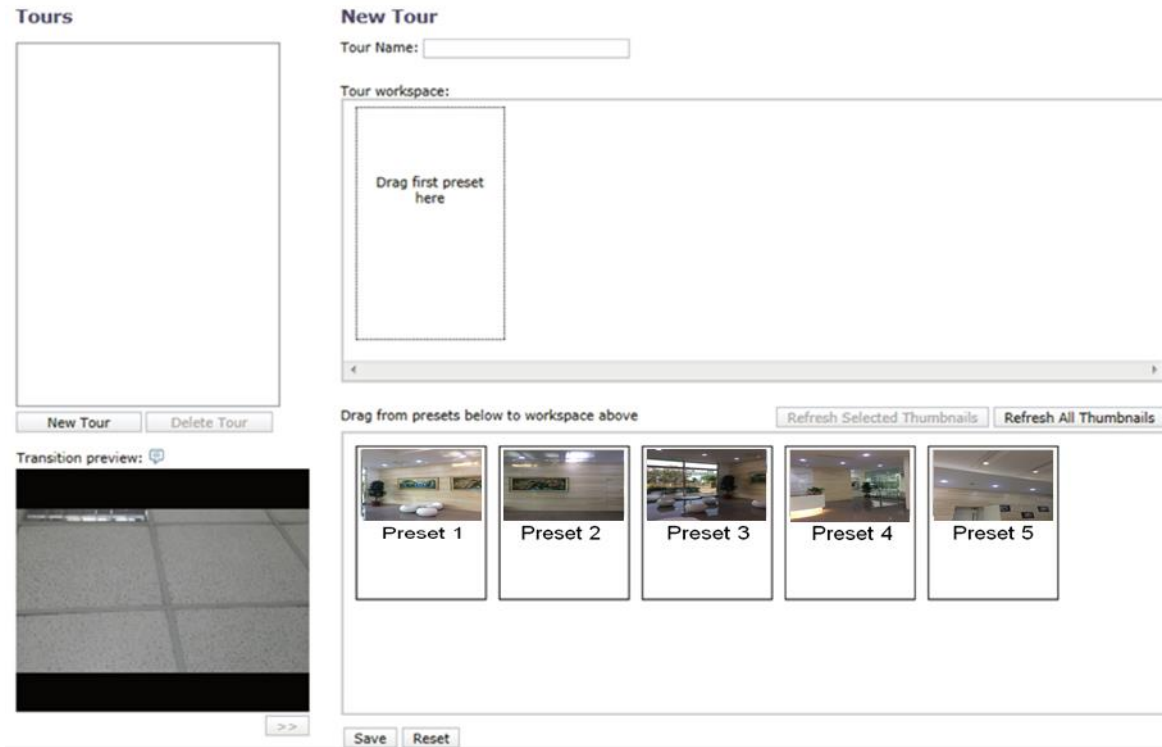 Tours
New Tour Delete Tour
Transition preview:
>>
New Tour
Tour Name:
Tour workspace:
Drag first preset
here
Drag from presets below to workspace above
Refresh Selected Thumbnails Refresh All Thumbnails
Preset 1 Preset 2 Preset 3 Preset 4 Preset 5
Save Reset